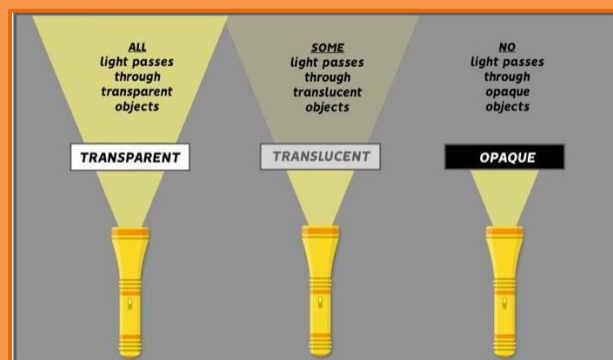 ALL
light passes
through
transparent
objects
TRANSPARENT
SOME
light passes
through
translucent
objects
TRANSLUCENT
NO
light passes
through
opaque
objects
OPAQUE